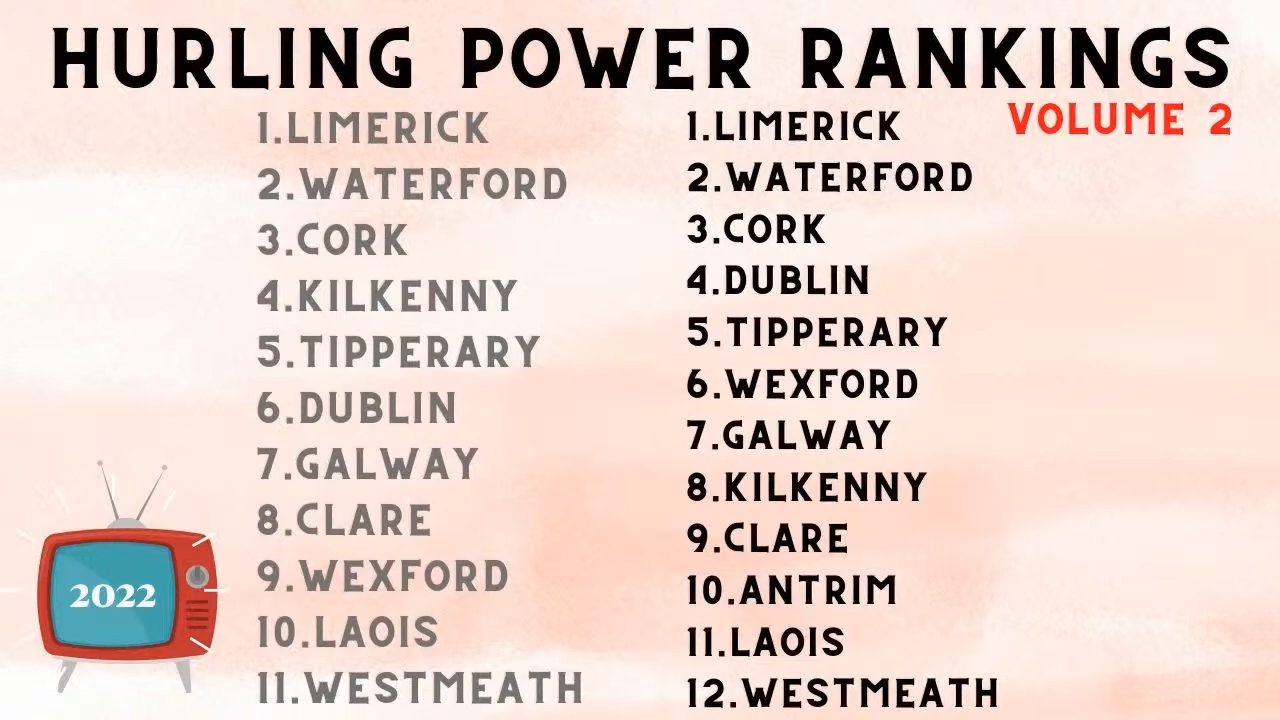 HURLING POWER RANKINGS
VOLUME 2
1.LIMERICK
2.WATERFORD
3.CORK
4.KILKENNY
5.TIPPERARY
6.DUBLIN
7.GALWAY
8.CLARE
9.WEXFORD
10.LAOIS
11.WESTMEATH
1.LIMERICK
2.WATERFORD
3.CORK
4.DUBLIN
5.TIPPERARY
6.WEXFORD
7.GALWAY
8.KILKENNY
9.CLARE
10.ANTRIM
11.LAOIS
12.WESTMEATH
2022